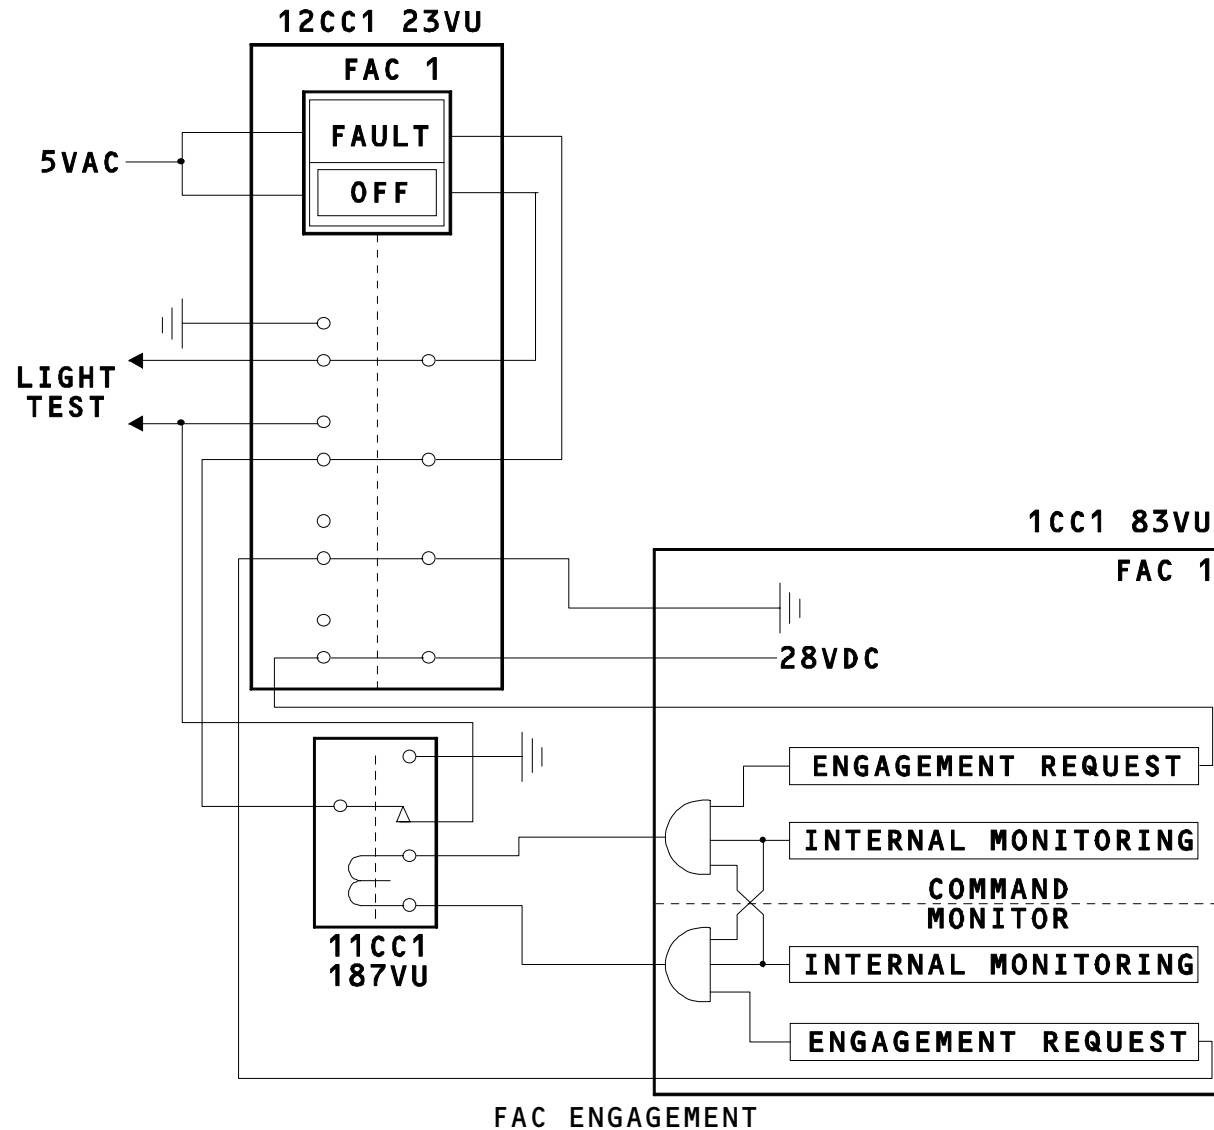 12CC1 23VU
FAC 1
FAULT
5VAC
OFF
LIGHT
TEST
1CC1 83VU
FAC 1
28VDC
ENGAGEMENT REQUEST
INTERNAL MONITORING
COMMAND
MONITOR
INTERNAL MONITORING
ENGAGEMENT REQUEST
11CC1
187VU
FAC ENGAGEMENT